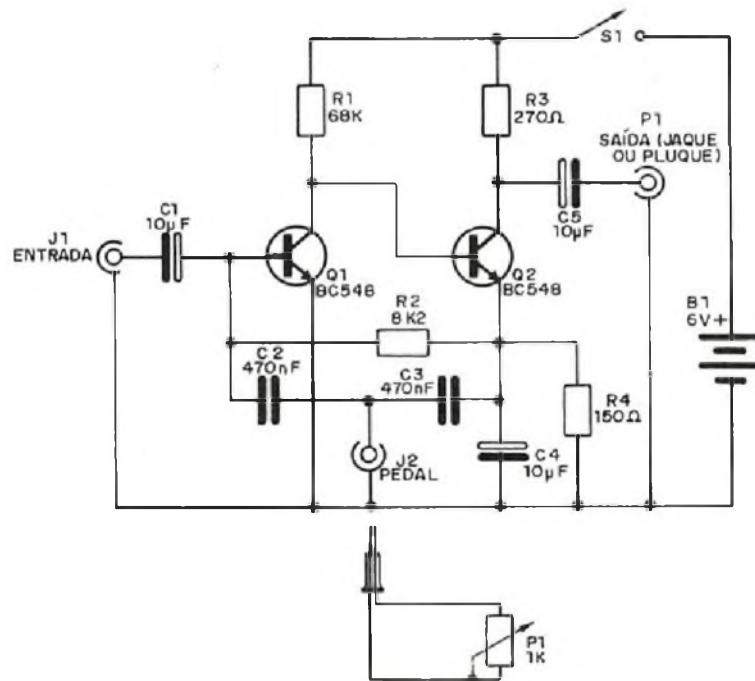 S1
R1
68K
R3
270Ω
P1
SAÍDA (JAQUE
OU PLUQUE)
C1
10µF
J1
ENTRADA
C5
10µF
Q1
BC548
Q2
BC548
R2
8K2
B1
6V+
C2
470nF
C3
470nF
R4
150Ω
J2
PEDAL
C4
10µF
P1
1K